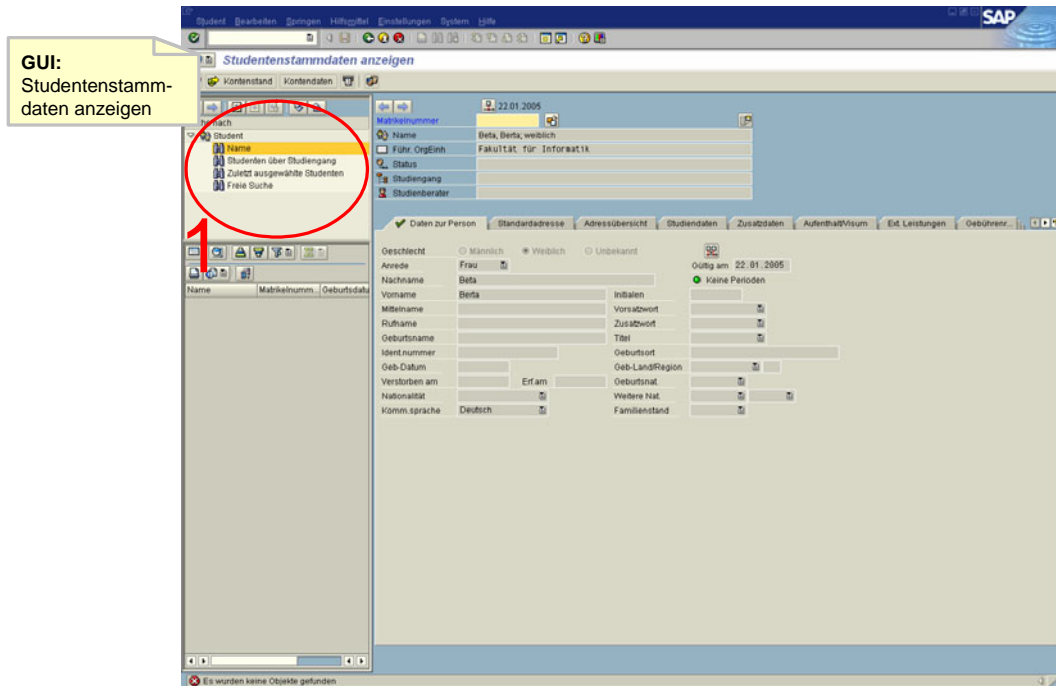 Student Bearbeiten Springen Hilfsmittel Einstellungen System Hilfe
SAP
GUI:
Studentenstamm-
daten anzeigen
Studentenstammdaten anzeigen
Kontenstand Kontendaten
nach
Student
Name
Studenten über Studiengang
Zuletzt ausgewählte Studenten
Freie Suche
1
22.01.2005
Matrikelnummer
Name Beta, Berta; weiblich
Führ. OrgEinh Fakultät für Informatik
Status
Studiengang
Studienberater
Daten zur Person Standardadresse Adressübersicht Studiendaten Zusatzdaten Aufenthalt/Visum Ext. Leistungen Gebührenr...
Geschlecht Männlich Weiblich Unbekannt
Anrede Frau Gültig am 22.01.2005
Nachname Beta Keine Perioden
Vorname Berta Initialen
Mittelname Vorsatzwort
Rufname Zusatzwort
Geburtsname Titel
Ident.nummer Geburtsort
Geb-Datum Geb-Land/Region
Verstorben am Erf.am Geburtsnat.
Nationalität Weitere Nat.
Komm.sprache Deutsch Familienstand
Name Matrikelnumm... Geburtsdatu
Es wurden keine Objekte gefunden